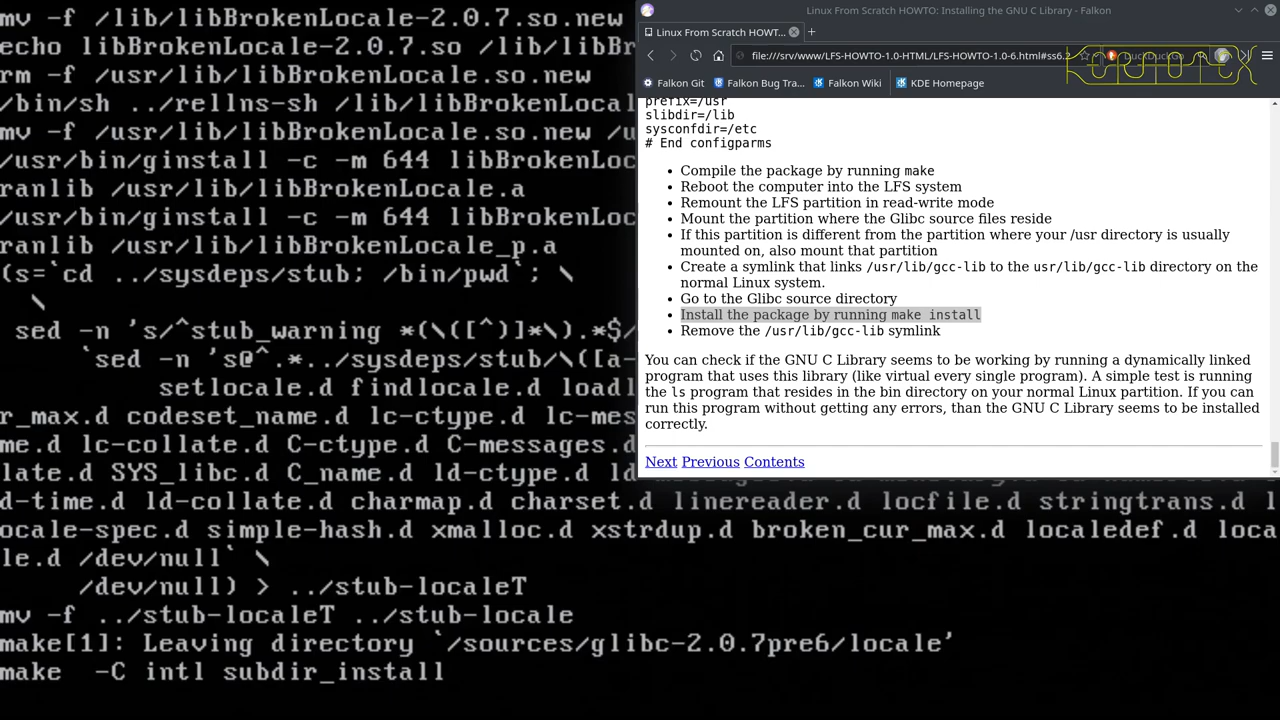 mv -f /lib/libBrokenLocale-2.0.7.so.new
echo libBrokenLocale-2.0.7.so /lib/libBr
rm -f /usr/lib/libBrokenLocale.so.new
/bin/sh ../rellns-sh /lib/libBrokenLocal
mv -f /usr/lib/libBrokenLocale.so.new /u
/usr/bin/ginstall -c -m 644 libBrokenLoc
ranlib /usr/lib/libBrokenLocale.a
/usr/bin/ginstall -c -m 644 libBrokenLoc
ranlib /usr/lib/libBrokenLocale_p.a
(s=`cd ../sysdeps/stub; /bin/pwd`; \
\
sed -n 's/^stub_warning *(\([^)]*\).*$/
`sed -n 's@^.*../sysdeps/stub/\([a-
setlocale.d findlocale.d loadl
r_max.d codeset_name.d lc-ctype.d lc-mes
me.d lc-collate.d C-ctype.d C-messages.d
late.d SYS_libc.d C_name.d ld-ctype.d
d-time.d ld-collate.d charmap.d charset.d linereader.d locfile.d stringtrans.d l
ocale-spec.d simple-hash.d xmalloc.d xstrdup.d broken_cur_max.d localedef.d loca
le.d /dev/null` \
/dev/null) > ../stub-localeT
mv -f ../stub-localeT ../stub-locale
make[1]: Leaving directory `/sources/glibc-2.0.7pre6/locale'
make -C intl subdir_install
Linux From Scratch HOWTO: Installing the GNU C Library - Falkon
Linux From Scratch HOWT...
file:///srv/www/LFS-HOWTO-1.0-HTML/LFS-HOWTO-1.0-6.html#ss6.2
DuckDuckGo
Falkon Git
Falkon Bug Tra...
Falkon Wiki
KDE Homepage
prefix=/usr
slibdir=/lib
sysconfdir=/etc
# End configparms
• Compile the package by running make
• Reboot the computer into the LFS system
• Remount the LFS partition in read-write mode
• Mount the partition where the Glibc source files reside
• If this partition is different from the partition where your /usr directory is usually
mounted on, also mount that partition
• Create a symlink that links /usr/lib/gcc-lib to the usr/lib/gcc-lib directory on the
normal Linux system.
• Go to the Glibc source directory
• Install the package by running make install
• Remove the /usr/lib/gcc-lib symlink
You can check if the GNU C Library seems to be working by running a dynamically linked
program that uses this library (like virtual every single program). A simple test is running
the ls program that resides in the bin directory on your normal Linux partition. If you can
run this program without getting any errors, than the GNU C Library seems to be installed
correctly.
Next Previous Contents